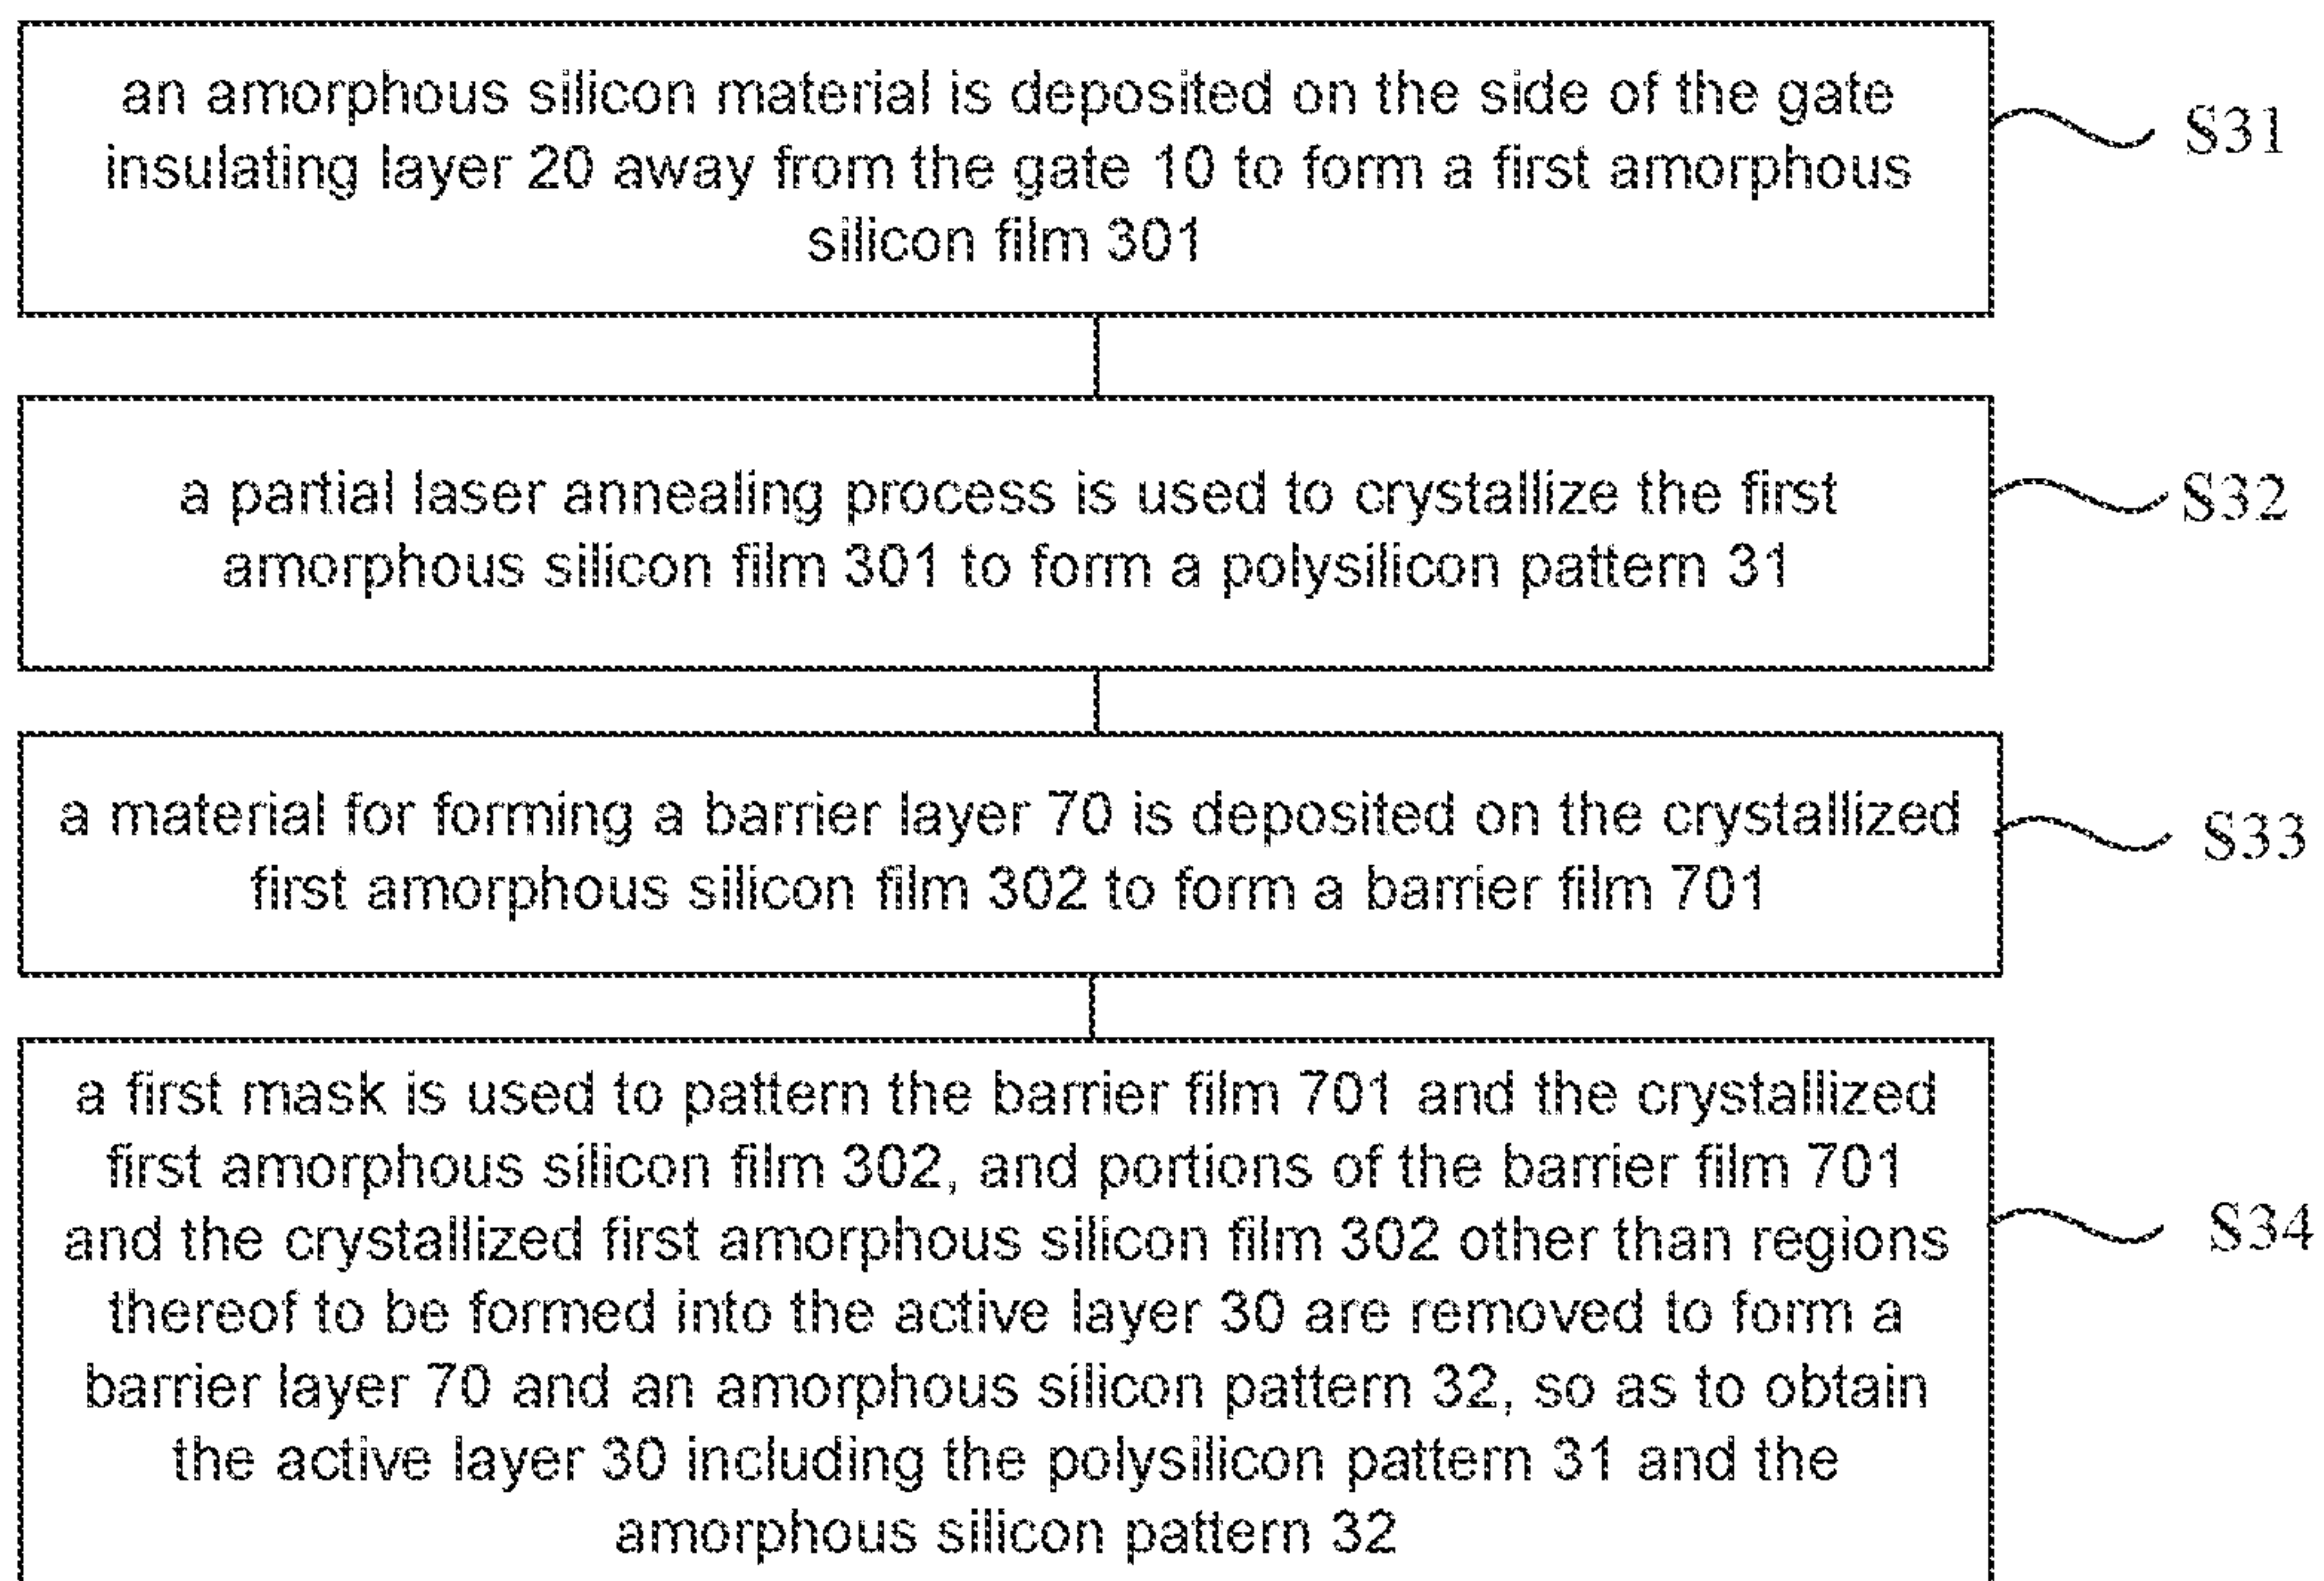 an amorphous silicon material is deposited on the side of the gate
insulating layer 20 away from the gate 10 to form a first amorphous
silicon film 301
S31
a partial laser annealing process is used to crystallize the first
amorphous silicon film 301 to form a polysilicon pattern 31
S32
a material for forming a barrier layer 70 is deposited on the crystallized
first amorphous silicon film 302 to form a barrier film 701
S33
a first mask is used to pattern the barrier film 701 and the crystallized
first amorphous silicon film 302, and portions of the barrier film 701
and the crystallized first amorphous silicon film 302 other than regions
thereof to be formed into the active layer 30 are removed to form a
barrier layer 70 and an amorphous silicon pattern 32, so as to obtain
the active layer 30 including the polysilicon pattern 31 and the
amorphous silicon pattern 32
S34